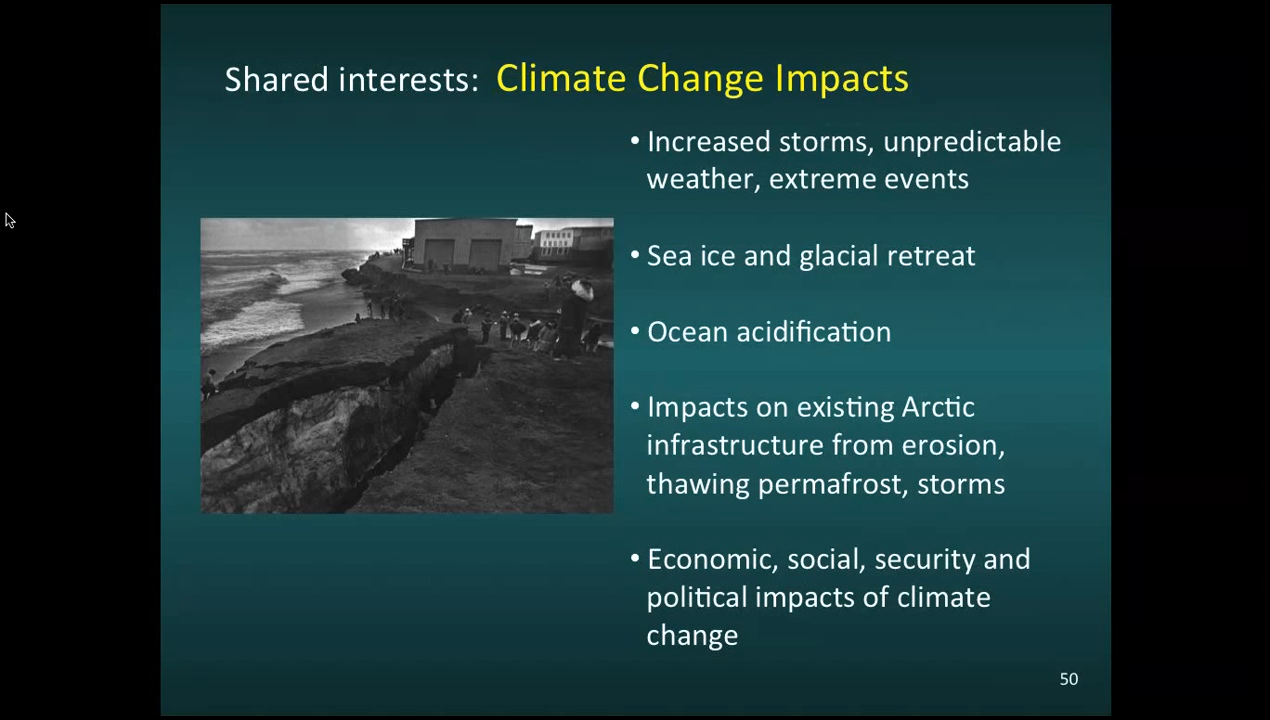 Shared interests: Climate Change Impacts
• Increased storms, unpredictable
weather, extreme events
• Sea ice and glacial retreat
• Ocean acidification
• Impacts on existing Arctic
infrastructure from erosion,
thawing permafrost, storms
• Economic, social, security and
political impacts of climate
change
50